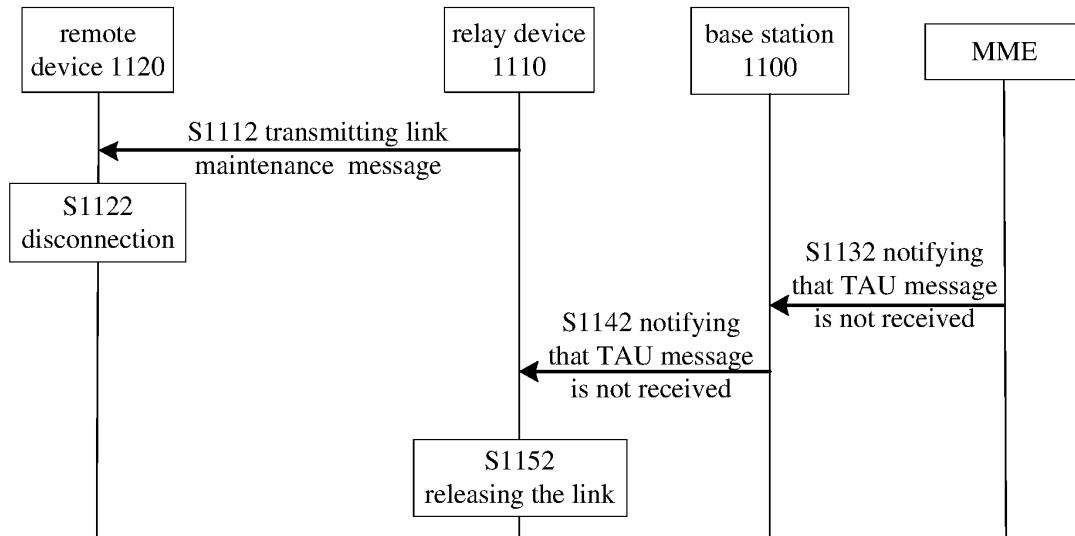 remote
device 1120
relay device
1110
base station
1100
MME
S1112 transmitting link
maintenance message
S1122
disconnection
S1132 notifying
that TAU message
is not received
S1142 notifying
that TAU message
is not received
S1152
releasing the link